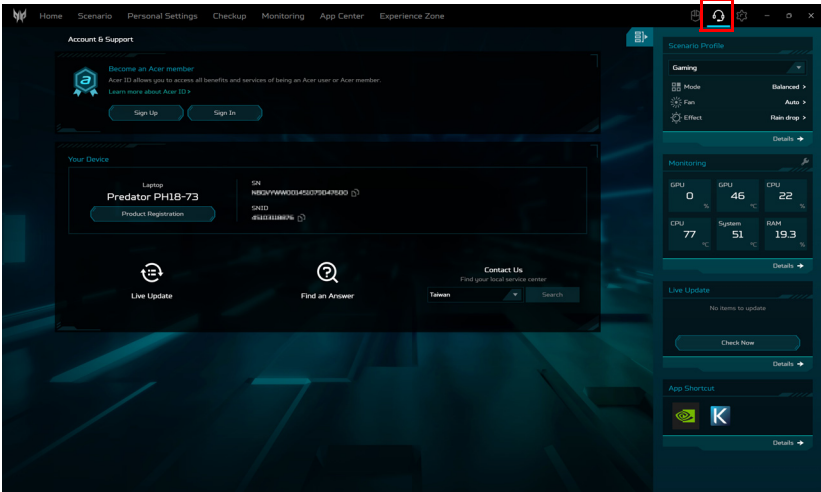 Home Scenario Personal Settings Checkup Monitoring App Center Experience Zone
Account & Support
Become an Acer member
Acer ID allows you to access all benefits and services of being an Acer user or Acer member.
Learn more about Acer ID >
Sign Up Sign In
Your Device
Laptop
Predator PH18-73
Product Registration
SN
SNID
Live Update
Find an Answer
Contact Us
Find your local service center
Taiwan Search
Scenario Profile
Gaming
Mode Balanced >
Fan Auto >
Effect Rain drop >
Details →
Monitoring
GPU GPU CPU
0 % 46 °C 22 %
CPU System RAM
77 °C 51 °C 19.3 %
Details →
Live Update
No items to update
Check Now
Details →
App Shortcut
K
Details →